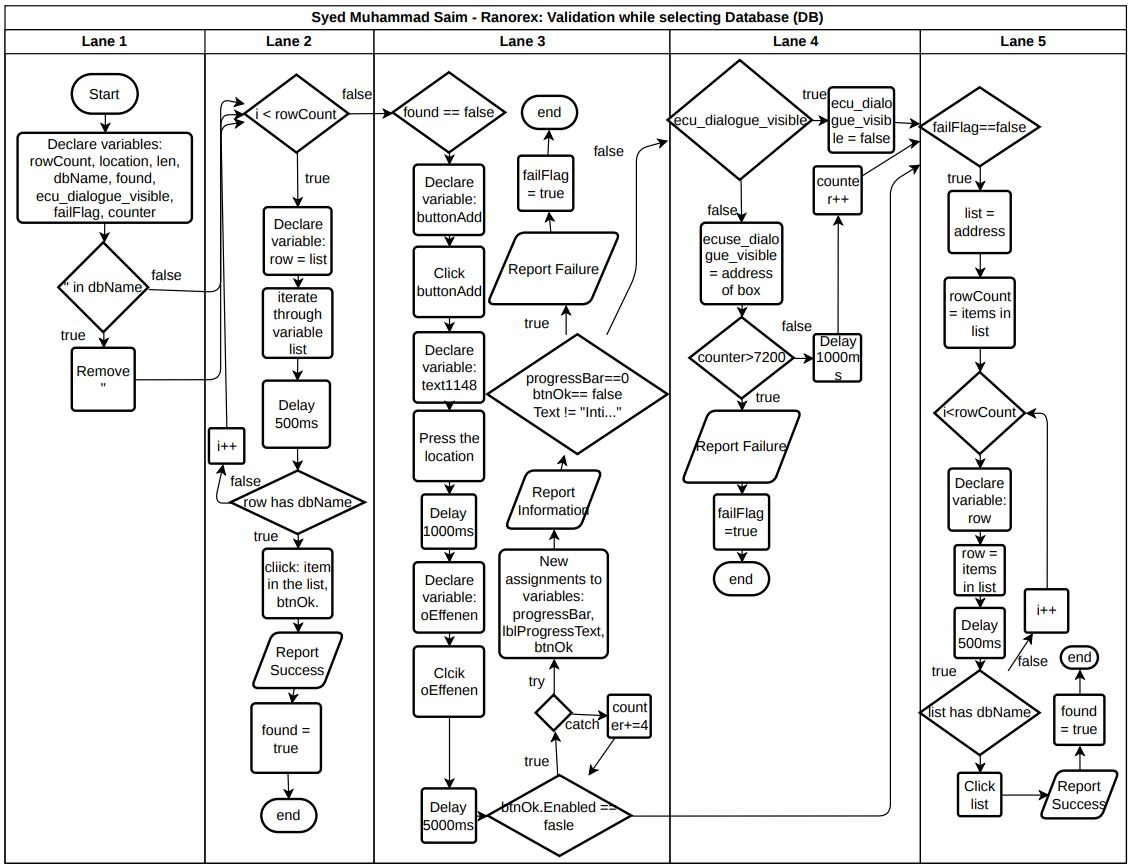 Syed Muhammad Saim - Ranorex: Validation while selecting Database (DB)
Lane 1
Lane 2
Lane 3
Lane 4
Lane 5
Start
Declare variables:
rowCount, location, len,
dbName, found,
ecu_dialogue_visible,
failFlag, counter
'' in dbName
false
true
Remove
"
i < rowCount
false
true
Declare
variable:
row = list
iterate
through
variable
list
Delay
500ms
i++
false
row has dbName
true
cliick: item
in the list,
btnOk.
Report
Success
found =
true
end
found == false
Declare
variable:
buttonAdd
Click
buttonAdd
Declare
variable:
text1148
Press the
location
Delay
1000ms
Declare
variable:
oEffenen
Clcik
oEffenen
Delay
5000ms
btnOk.Enabled ==
fasle
true
catch
count
er+=4
try
New
assignments to
variables:
progressBar,
lblProgressText,
btnOk
Report
Information
progressBar==0
btnOk== false
Text != "Inti..."
true
false
Report Failure
failFlag
= true
end
ecu_dialogue_visible
true
ecu_dialo
gue_visib
le = false
false
ecuse_dialo
gue_visible
= address
of box
counter>7200
false
Delay
1000m
s
counte
r++
true
Report Failure
failFlag
=true
end
failFlag==false
true
list =
address
rowCount
= items in
list
i<rowCount
Declare
variable:
row
row =
items
in list
Delay
500ms
i++
false
true
list has dbName
Click
list
Report
Success
found
= true
end